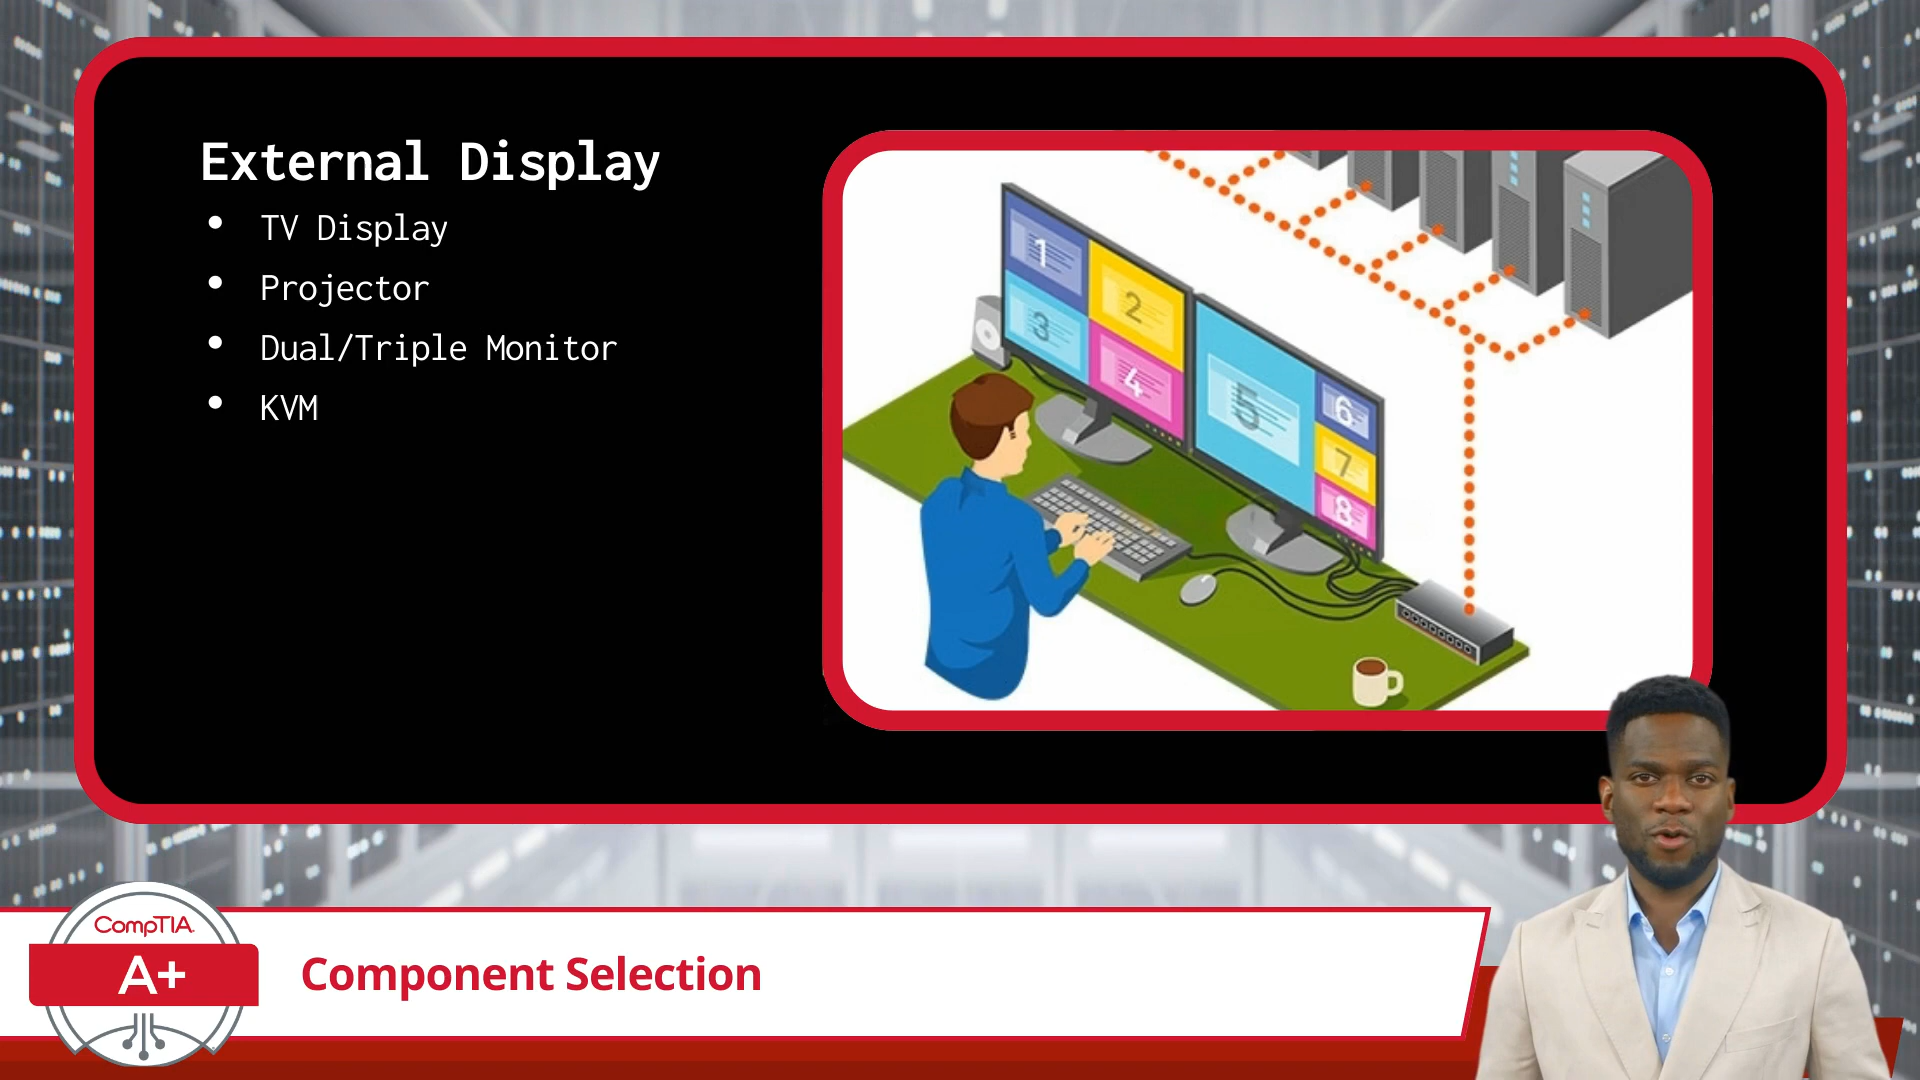 External Display
• TV Display
• Projector
• Dual/Triple Monitor
• KVM
1
2
3
4
5
6
7
8
CompTIA.
A+
Component Selection